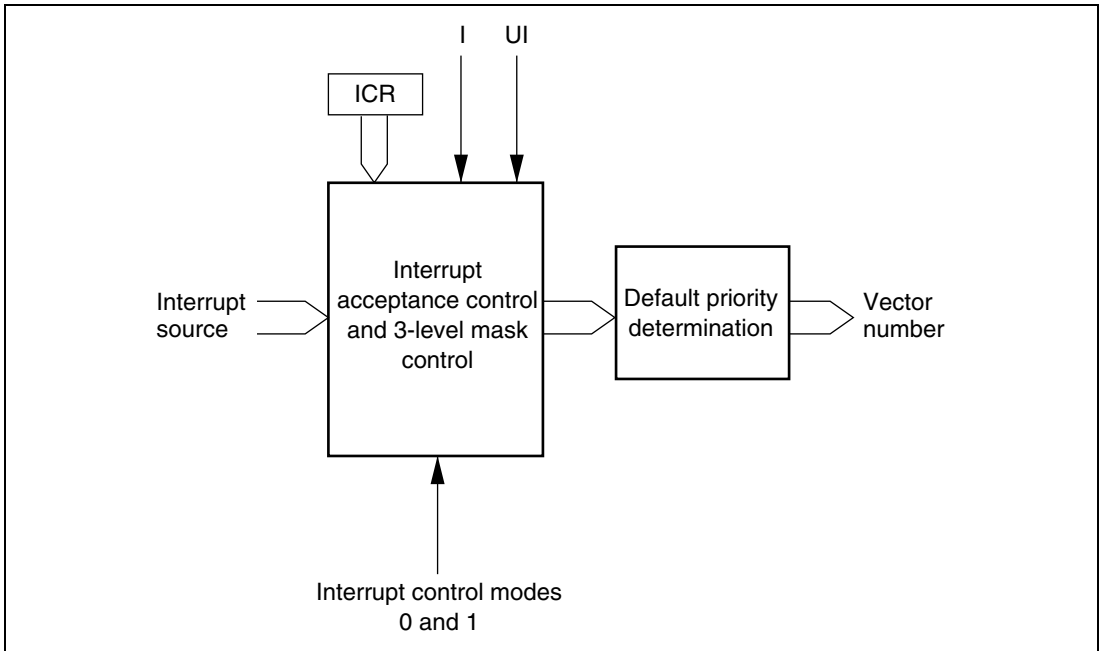 I UI
ICR
Interrupt
acceptance control
and 3-level mask
control
Interrupt
source
Default priority
determination
Vector
number
Interrupt control modes
0 and 1